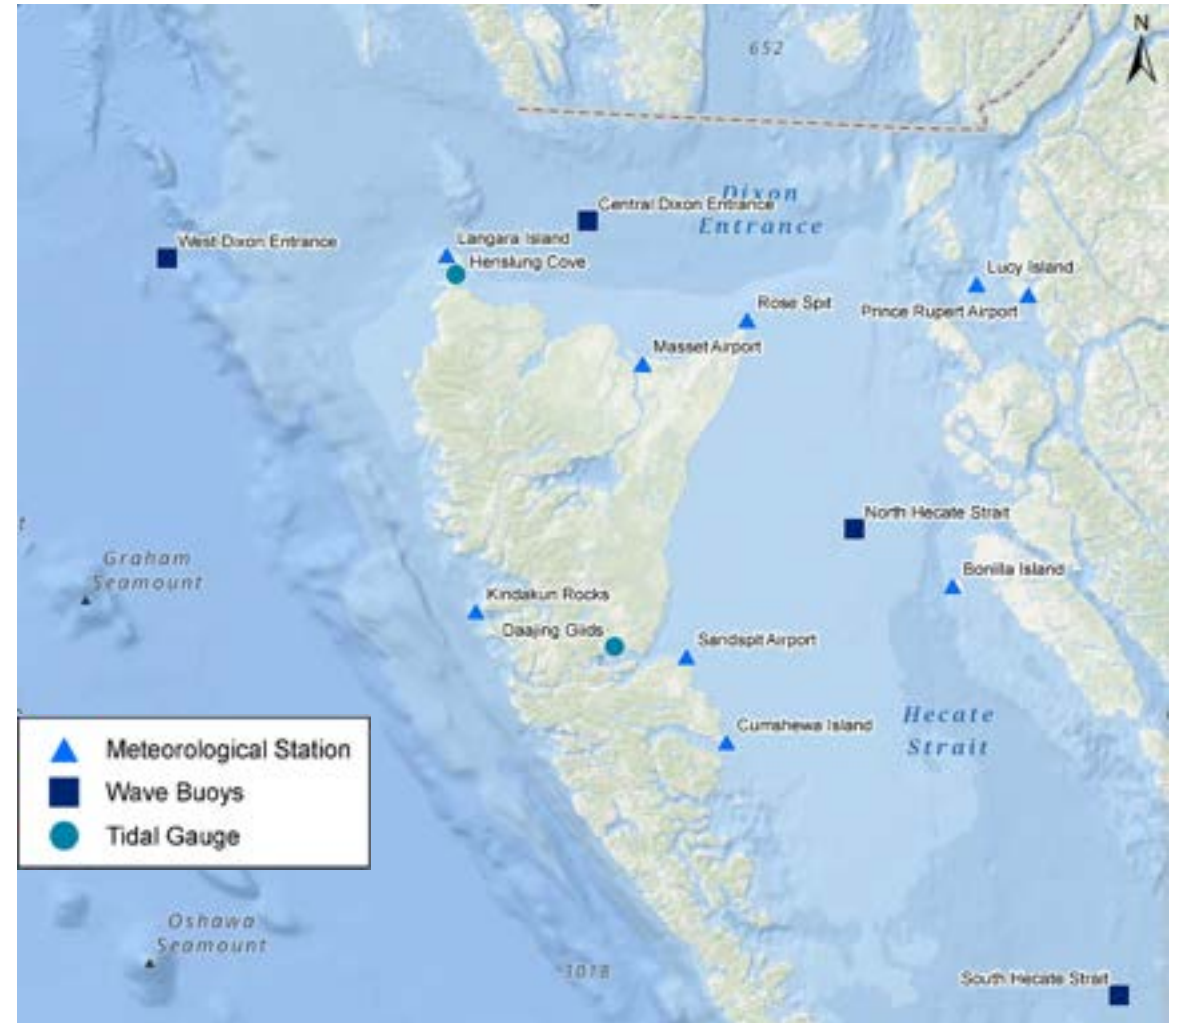 N
652
Dixon
Entrance
Central Dixon Entrance
West Dixon Entrance
Langara Island
Henslung Cove
Lucy Island
Prince Rupert Airport
Rose Spit
Masset Airport
North Hecate Strait
Graham
Seamount
Bonilla Island
Kindakun Rocks
Daajing Giids
Sandspit Airport
Hecate
Strait
Cumshewa Island
Meteorological Station
Wave Buoys
Tidal Gauge
Oshawa
Seamount
3018
South Hecate Strait